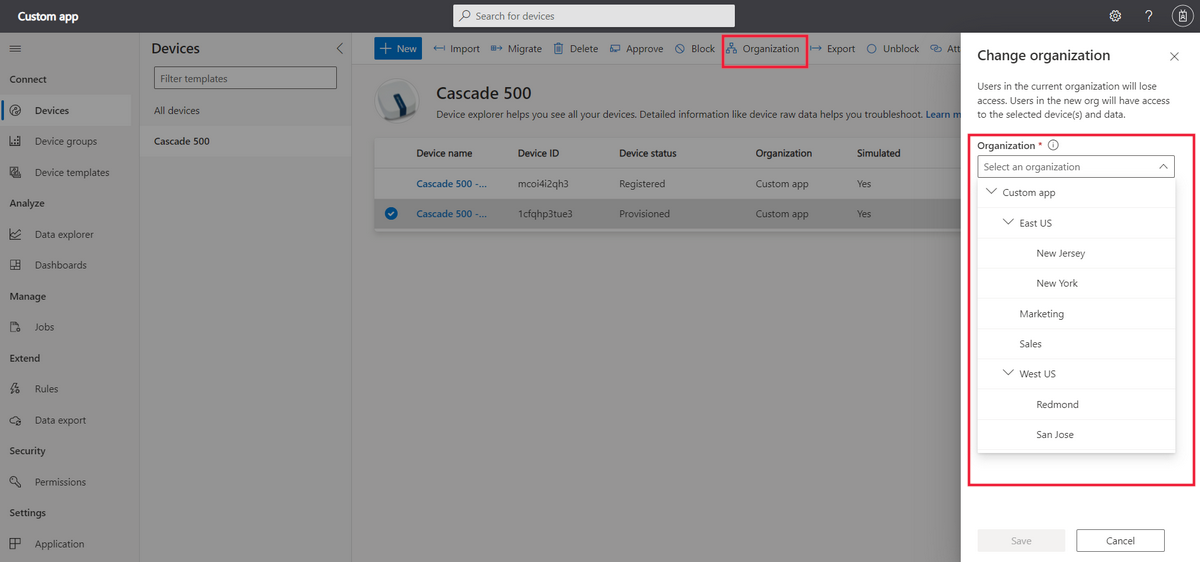 Custom app
Search for devices
?
Connect
Devices
Device groups
Device templates
Analyze
Data explorer
Dashboards
Manage
Jobs
Extend
Rules
Data export
Security
Permissions
Settings
Application
Devices
Filter templates
All devices
Cascade 500
New Import Migrate Delete Approve Block Organization Export Unblock Att
Cascade 500
Device explorer helps you see all your devices. Detailed information like device raw data helps you troubleshoot. Learn m
Device name Device ID Device status Organization Simulated
Cascade 500 -... mcoi4i2qh3 Registered Custom app Yes
Cascade 500 -... 1cfqhp3tue3 Provisioned Custom app Yes
Change organization
Users in the current organization will lose
access. Users in the new org will have access
to the selected device(s) and data.
Organization *
Select an organization
Custom app
East US
New Jersey
New York
Marketing
Sales
West US
Redmond
San Jose
Save Cancel